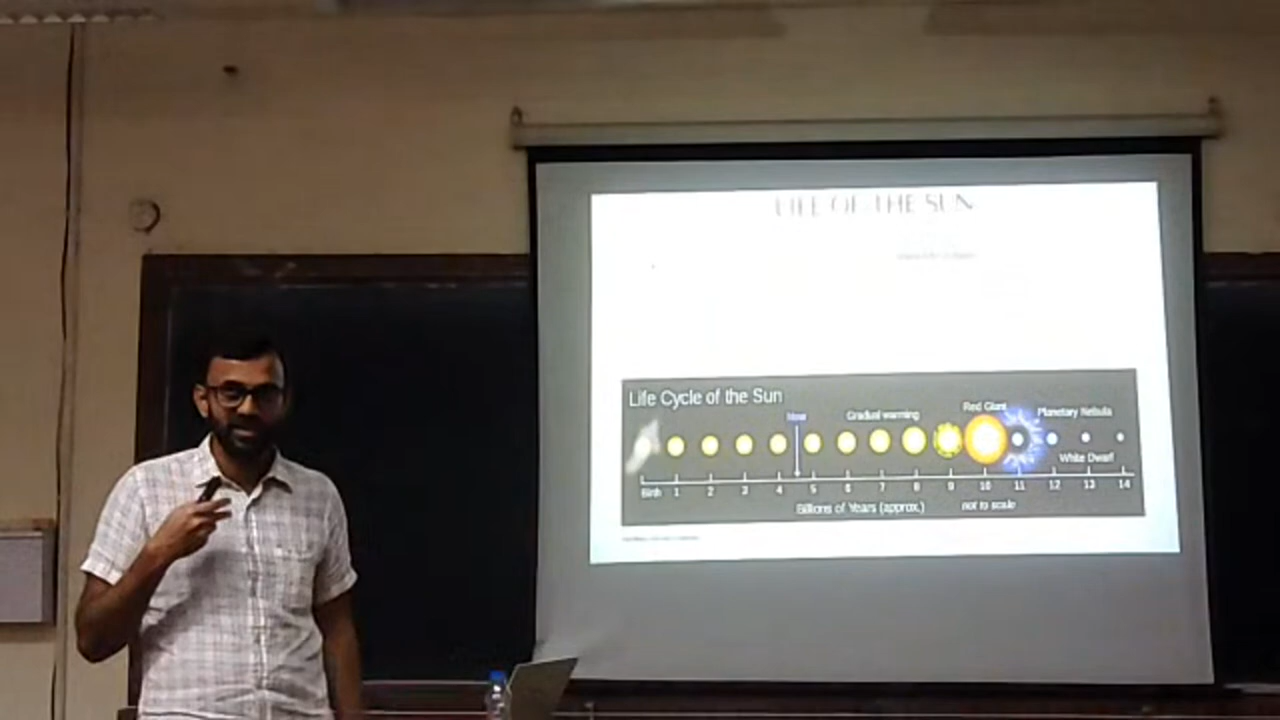 LIFE OF THE SUN
Life Cycle of the Sun
Now
Gradual warming
Red Giant
Planetary Nebula
White Dwarf
Birth 1 2 3 4 5 6 7 8 9 10 11 12 13 14
Billions of Years (approx.)
not to scale